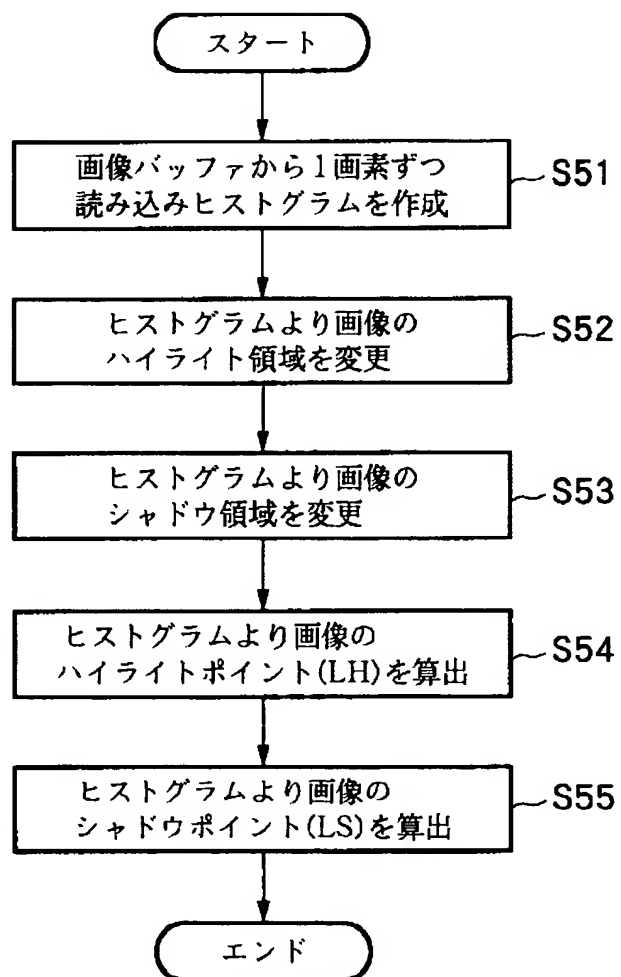 スタート
画像バッファから1画素ずつ
読み込みヒストグラムを作成
S51
ヒストグラムより画像の
ハイライト領域を変更
S52
ヒストグラムより画像の
シャドウ領域を変更
S53
ヒストグラムより画像の
ハイライトポイント(LH)を算出
S54
ヒストグラムより画像の
シャドウポイント(LS)を算出
S55
エンド